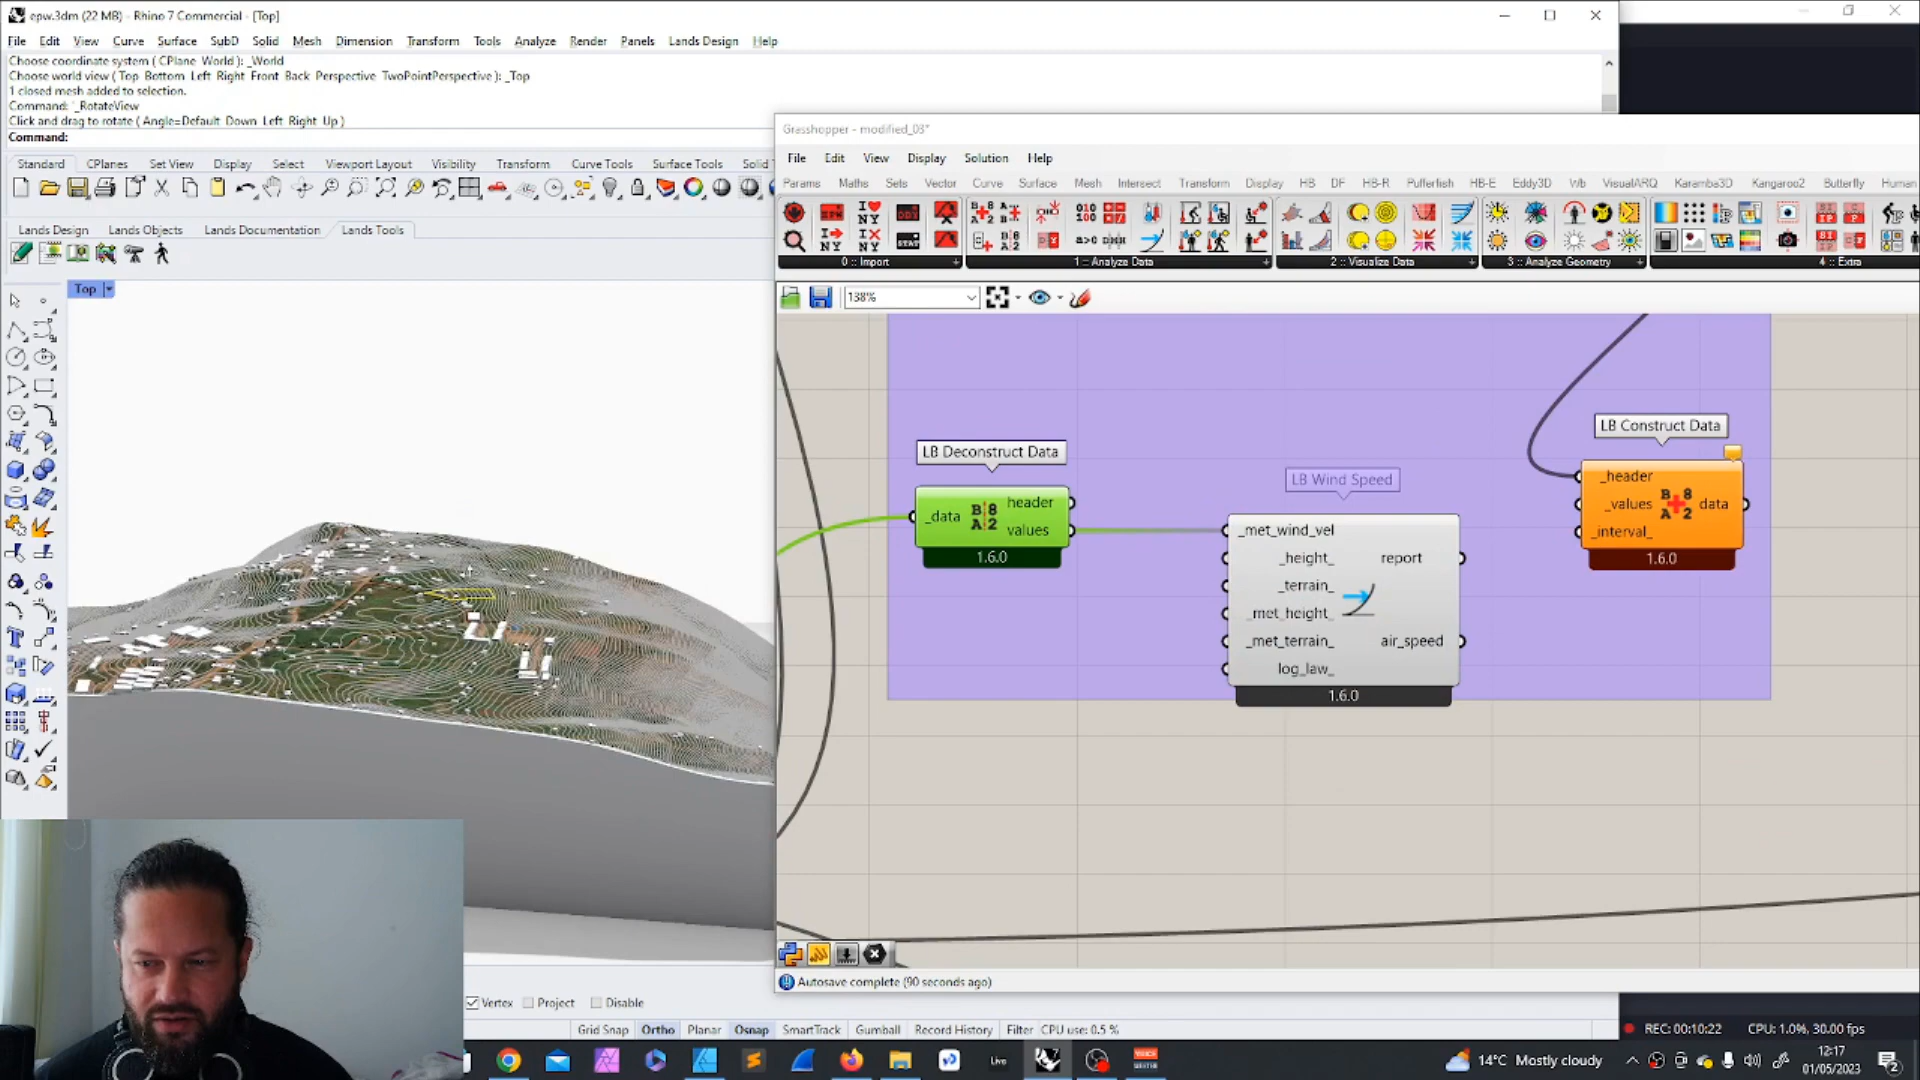 epw.3dm (22 MB) - Rhino 7 Commercial - [Top]
File Edit View Curve Surface SubD Solid Mesh Dimension Transform Tools Analyze Render Panels Lands Design Help
Choose coordinate system ( CPlane World ): _World
Choose world view ( Top Bottom Left Right Front Back Perspective TwoPointPerspective ): _Top
1 closed mesh added to selection.
Command: '_RotateView
Click and drag to rotate ( Angle=Default Down Left Right Up )
Command:
Standard CPlanes Set View Display Select Viewport Layout Visibility Transform Curve Tools Surface Tools Solid T
Lands Design Lands Objects Lands Documentation Lands Tools
Top
Grasshopper - modified_03*
File Edit View Display Solution Help
Params Maths Sets Vector Curve Surface Mesh Intersect Transform Display HB DF HB-R Pufferfish HB-E Eddy3D Wb VisualARQ Karamba3D Kangaroo2 Butterfly Human
0 :: Import 1 :: Analyze Data 2 :: Visualize Data 3 :: Analyze Geometry 4 :: Extra
138%
LB Deconstruct Data
_data
header
values
1.6.0
LB Wind Speed
_met_wind_vel
_height_
_terrain_
_met_height_
_met_terrain_
log_law_
report
air_speed
1.6.0
LB Construct Data
_header
_values
_interval_
data
1.6.0
Autosave complete (90 seconds ago)
Vertex Project Disable
Grid Snap Ortho Planar Osnap SmartTrack Gumball Record History Filter CPU use: 0.5 %
REC: 00:10:22 CPU: 1.0%, 30.00 fps
Live
14°C Mostly cloudy
12:17
01/05/2023
2